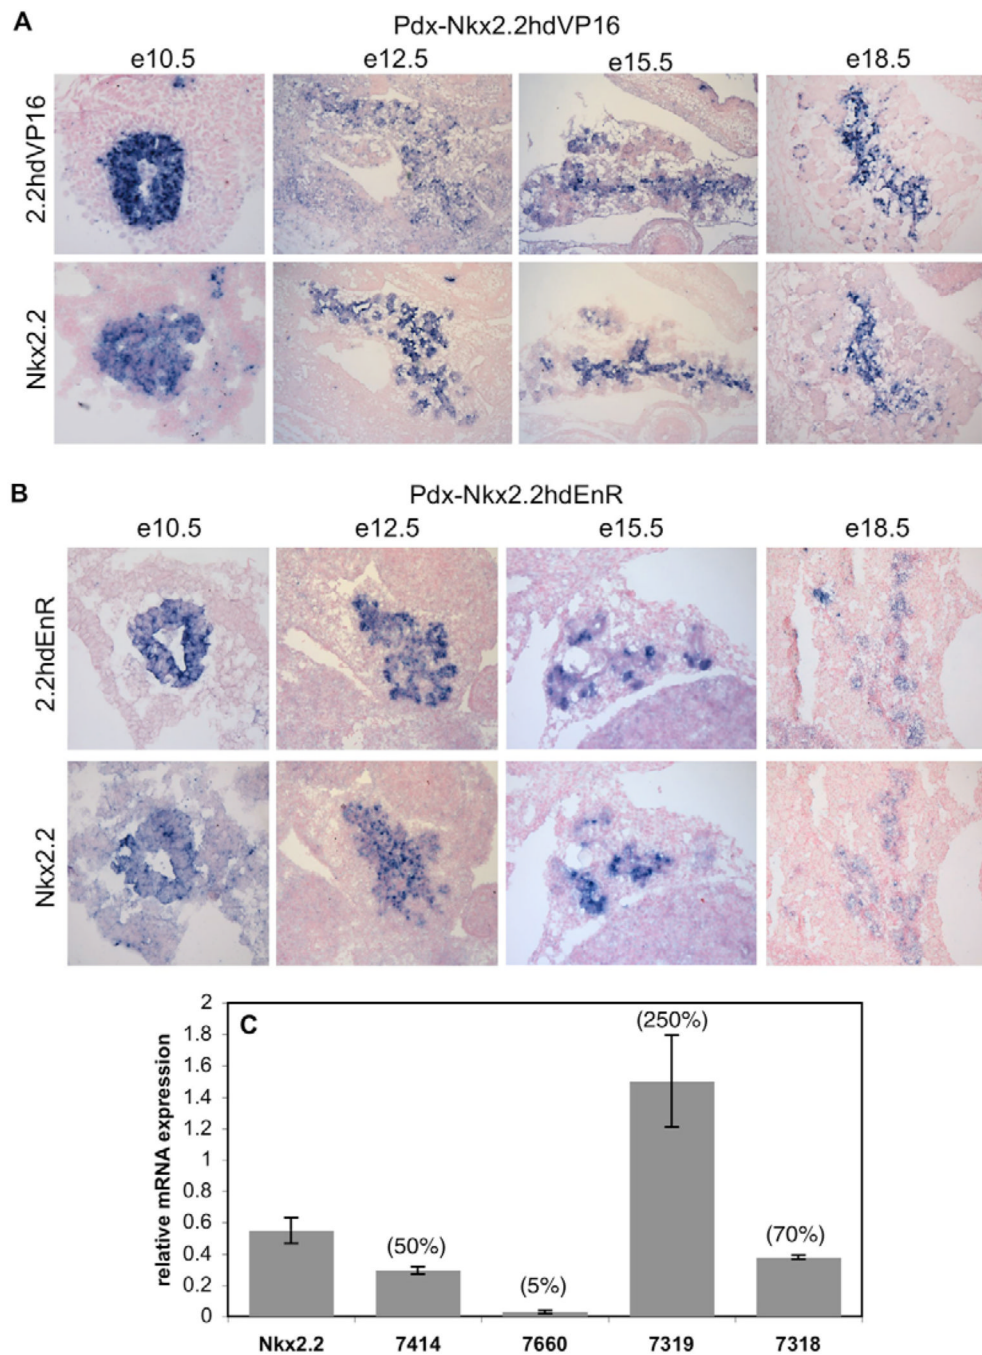 A
Pdx-Nkx2.2hdVP16
e10.5 e12.5 e15.5 e18.5
2.2hdVP16
Nkx2.2
B
Pdx-Nkx2.2hdEnR
e10.5 e12.5 e15.5 e18.5
2.2hdEnR
Nkx2.2
C
relative mRNA expression
2
1.8
1.6
1.4
1.2
1
0.8
0.6
0.4
0.2
0
(50%)
(5%)
(250%)
(70%)
Nkx2.2 7414 7660 7319 7318